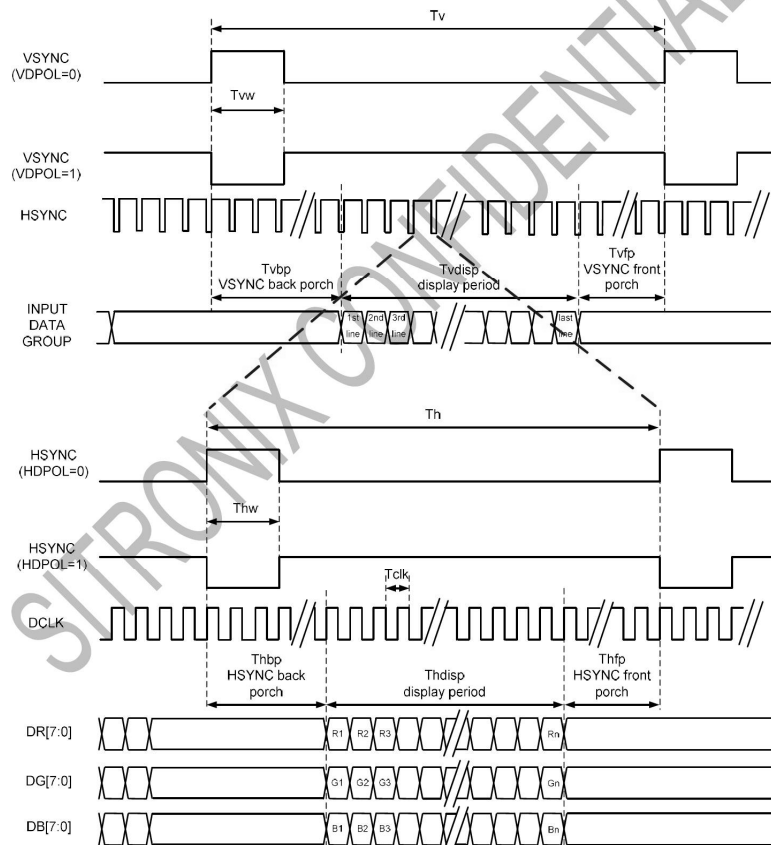 Tv
VSYNC
(VDPOL=0)
Tvw
VSYNC
(VDPOL=1)
HSYNC
Tvbp
VSYNC back porch
Tvdisp
display period
Tvfp
VSYNC front
porch
INPUT
DATA
GROUP
1st
line
2nd
line
3rd
line
last
line
Th
HSYNC
(HDPOL=0)
Thw
HSYNC
(HDPOL=1)
Tclk
DCLK
Thbp
HSYNC back
porch
Thdisp
display period
Thfp
HSYNC front
porch
DR[7:0]
R1
R2
R3
Rn
DG[7:0]
G1
G2
G3
Gn
DB[7:0]
B1
B2
B3
Bn
SITRONIX CONFIDENTIAL